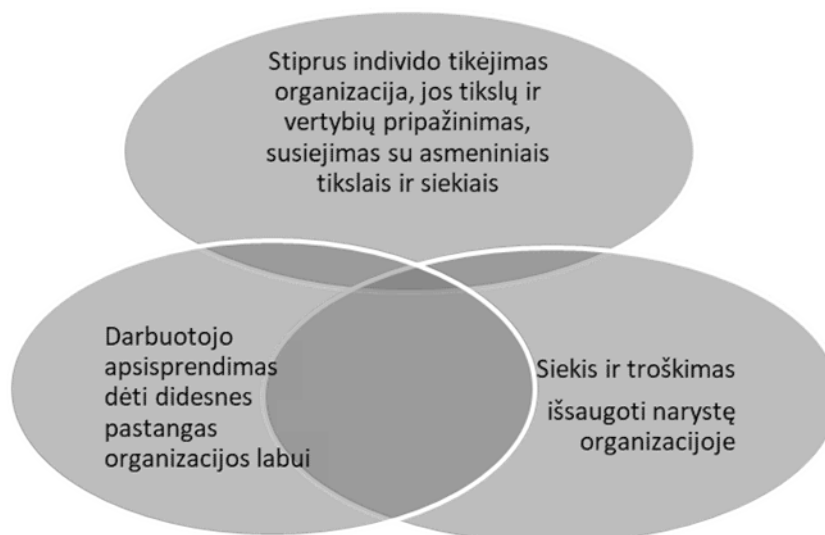 Stiprus individo tikėjimas
organizacija, jos tikslų ir
vertybių pripažinimas,
susiejimas su asmeniniais
tikslais ir siekiais
Darbuotojo
apsisprendimas
dėti didesnes
pastangas
organizacijos labui
Siekis ir troškimas
išsaugoti narystę
organizacijoje